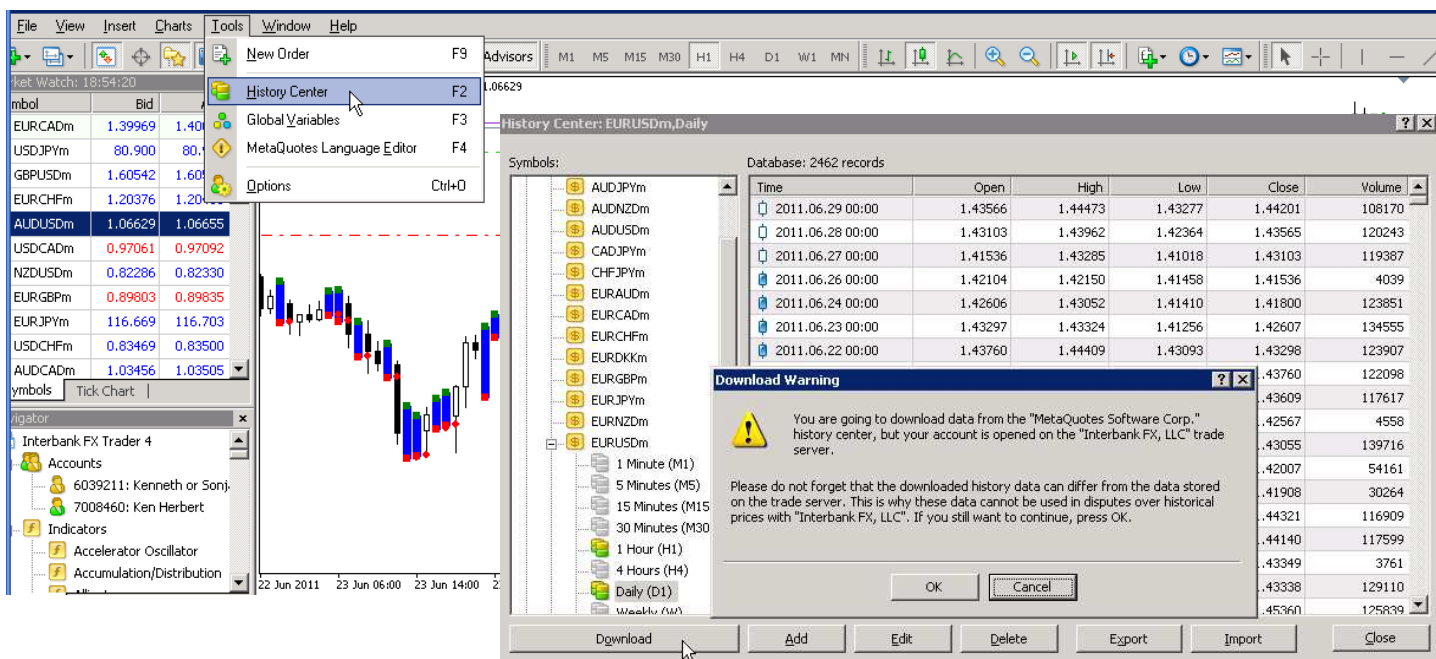 File View Insert Charts Tools Window Help
New Order F9
History Center F2
Global Variables F3
MetaQuotes Language Editor F4
Options Ctrl+O
Advisors M1 M5 M15 M30 H1 H4 D1 W1 MN
18:54:20
Bid
EURCADm 1.39969
USDJPYm 80.900
GBPUSDm 1.60542
EURCHFm 1.20376
AUDUSDm 1.06629 1.06655
USDCADm 0.97061 0.97092
NZDUSDm 0.82286 0.82330
EURGBPm 0.89803 0.89835
EURJPYm 116.669 116.703
USDCHFm 0.83469 0.83500
AUDCADm 1.03456 1.03505
Tick Chart
Interbank FX Trader 4
Accounts
6039211: Kenneth or Sonj
7008460: Ken Herbert
Indicators
Accelerator Oscillator
Accumulation/Distribution
1.06629
22 Jun 2011 23 Jun 06:00 23 Jun 14:00
History Center: EURUSDm,Daily
Symbols:
AUDJPYm
AUDNZDm
AUDUSDm
CADJPYm
CHFJPYm
EURAUDm
EURCADm
EURCHFm
EURDKKm
EURGBPm
EURJPYm
EURNZDm
EURUSDm
1 Minute (M1)
5 Minutes (M5)
15 Minutes (M15
30 Minutes (M30
1 Hour (H1)
4 Hours (H4)
Daily (D1)
Weekly (W)
Database: 2462 records
Time Open High Low Close Volume
2011.06.29 00:00 1.43566 1.44473 1.43277 1.44201 108170
2011.06.28 00:00 1.43103 1.43962 1.42364 1.43565 120243
2011.06.27 00:00 1.41536 1.43285 1.41018 1.43103 119387
2011.06.26 00:00 1.42104 1.42150 1.41458 1.41536 4039
2011.06.24 00:00 1.42606 1.43052 1.41410 1.41800 123851
2011.06.23 00:00 1.43297 1.43324 1.41256 1.42607 134555
2011.06.22 00:00 1.43760 1.44409 1.43093 1.43298 123907
.43760 122098
.43609 117617
.42567 4558
.43055 139716
.42007 54161
.41908 30264
.44321 116909
.44140 117599
.43349 3761
.43338 129110
.45360 125839
Download Warning
You are going to download data from the "MetaQuotes Software Corp."
history center, but your account is opened on the "Interbank FX, LLC" trade
server.
Please do not forget that the downloaded history data can differ from the data stored
on the trade server. This is why these data cannot be used in disputes over historical
prices with "Interbank FX, LLC". If you still want to continue, press OK.
OK Cancel
Download Add Edit Delete Export Import Close